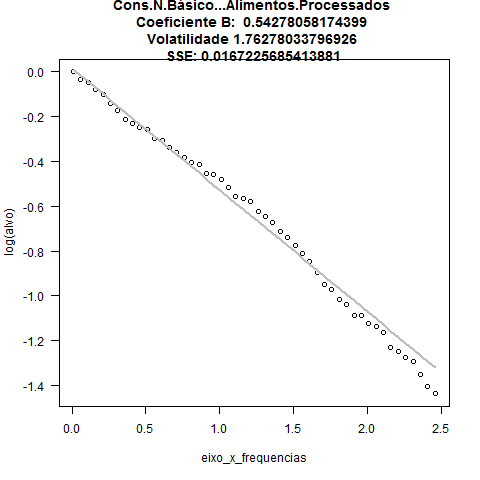 Cons.N.Básico...Alimentos.Processados
Coeficiente B:  0.54278058174399
Volatilidade 1.76278033796926
SSE: 0.0167225685413881
0.0
-0.2
-0.4
-0.6
-0.8
-1.0
-1.2
-1.4
log(alvo)
0.0 0.5 1.0 1.5 2.0 2.5
eixo_x_frequencias